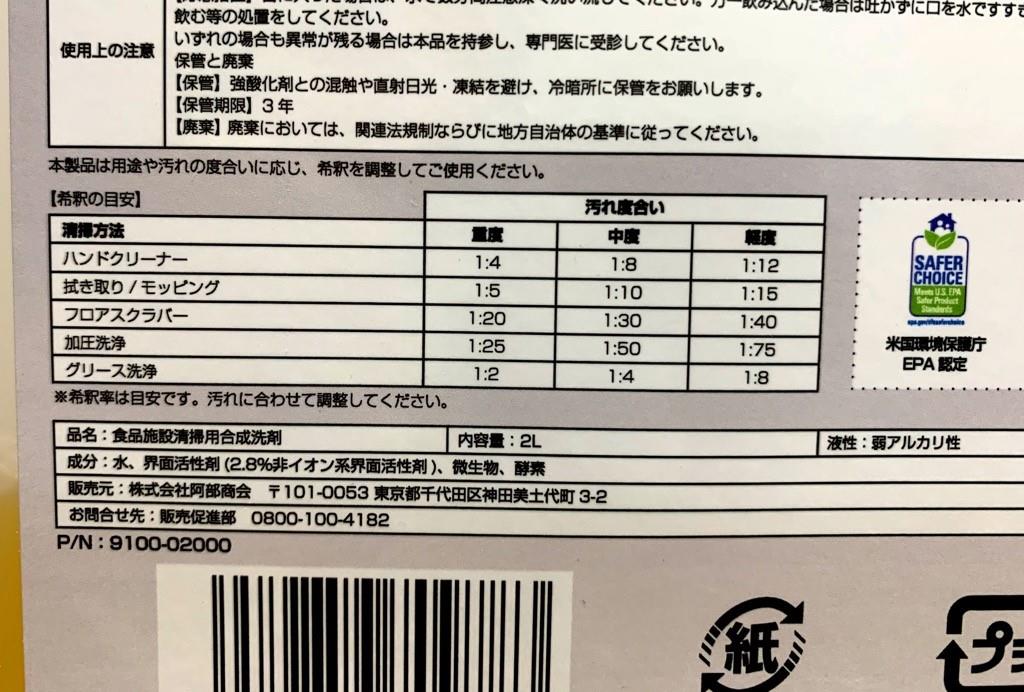 飲む等の処置をしてください。
いずれの場合も異常が残る場合は本品を持参し、専門医に受診してください。
使用上の注意
保管と廃棄
【保管】強酸化剤との混触や直射日光・凍結を避け、冷暗所に保管をお願いします。
【保管期限】3年
【廃棄】廃棄においては、関連法規制ならびに地方自治体の基準に従ってください。
本製品は用途や汚れの度合いに応じ、希釈を調整してご使用ください。
【希釈の目安】
汚れ度合い
清掃方法 重度 中度 軽度
ハンドクリーナー 1:4 1:8 1:12
拭き取り/モッピング 1:5 1:10 1:15
フロアスクラバー 1:20 1:30 1:40
加圧洗浄 1:25 1:50 1:75
グリース洗浄 1:2 1:4 1:8
※希釈率は目安です。汚れに合わせて調整してください。
SAFER
CHOICE
Meets U.S. EPA
Safer Product
Standards
epa.gov/saferchoice
米国環境保護庁
EPA 認定
品名:食品施設清掃用合成洗剤 内容量:2L 液性:弱アルカリ性
成分:水、界面活性剤(2.8%非イオン系界面活性剤)、微生物、酵素
販売元:株式会社阿部商会 〒101-0053 東京都千代田区神田美土代町3-2
お問合せ先:販売促進部 0800-100-4182
P/N:9100-02000
紙
プラ